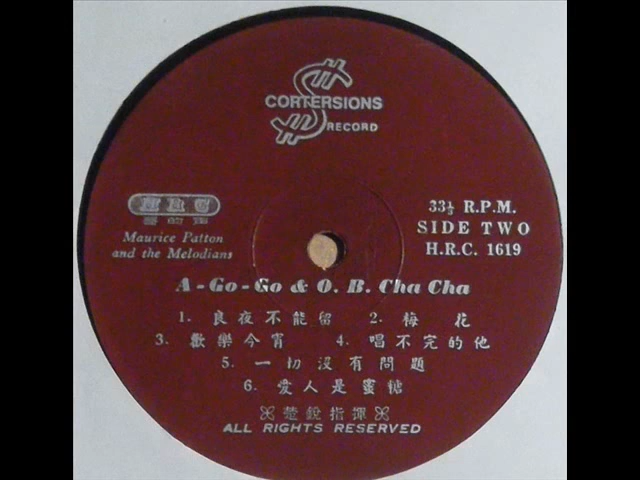 CORTERSIONS
RECORD
H R C
Maurice Patton
and the Melodians
33⅓ R.P.M.
SIDE TWO
H.R.C. 1619
A-Go-Go & O. B. Cha Cha
1. 良夜不能留 2. 梅 花
3. 歡樂今宵 4. 唱不完的他
5. 一切沒有問題
6. 愛人是蜜糖
指揮
ALL RIGHTS RESERVED